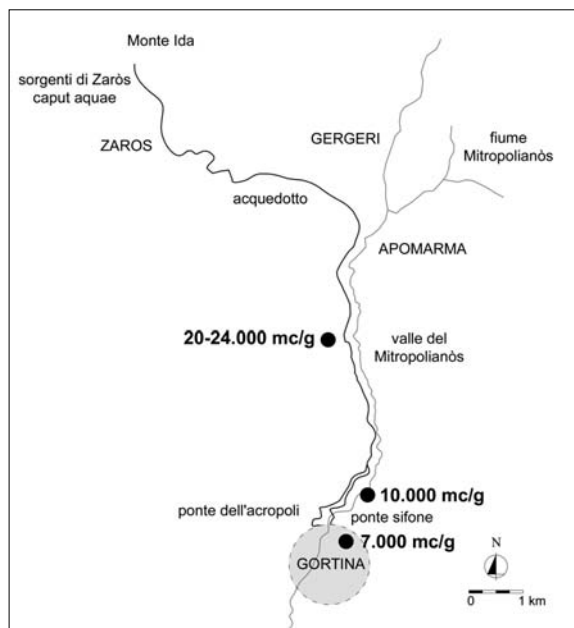 Monte Ida
sorgenti di Zaròs
caput aquae
ZAROS
GERGERI
fiume
Mitropolianòs
acquedotto
APOMARMA
20-24.000 mc/g
valle del
Mitropolianòs
10.000 mc/g
ponte dell'acropoli
ponte sifone
7.000 mc/g
GORTINA
N
0 1 km